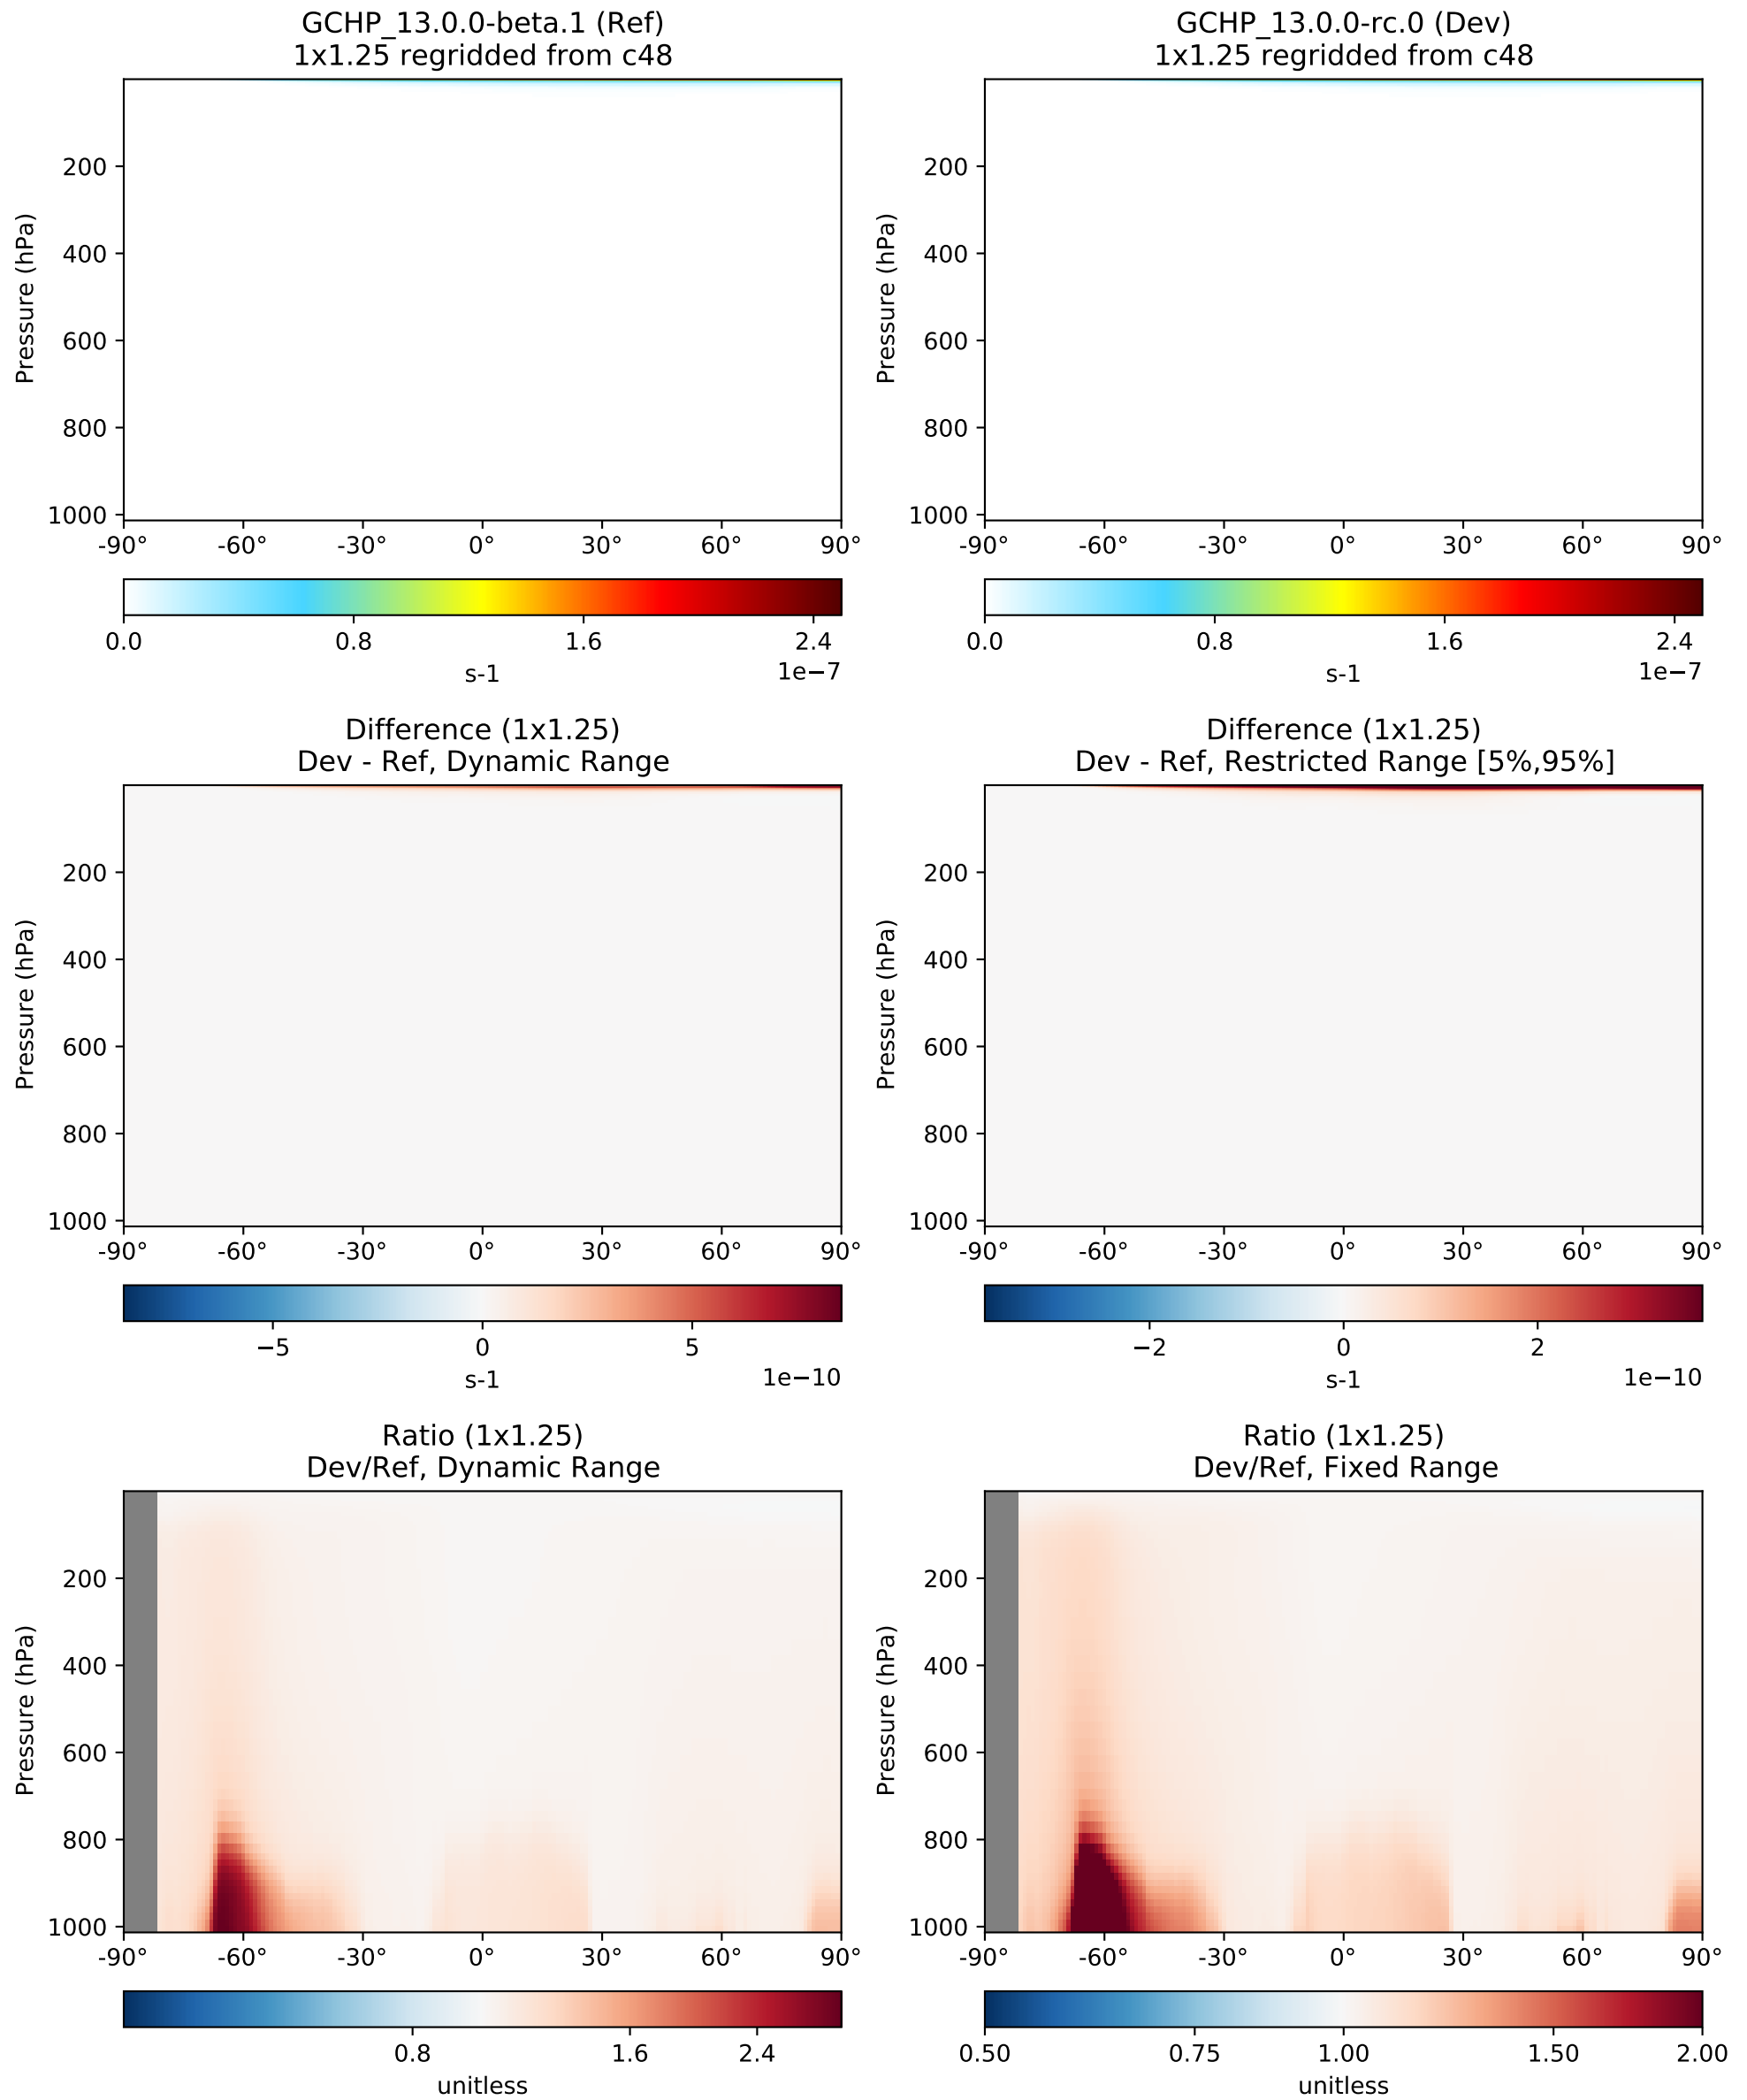 GCHP_13.0.0-beta.1 (Ref)
1x1.25 regridded from c48
Pressure (hPa)
200
400
600
800
1000
-90° -60° -30° 0° 30° 60° 90°
0.0 0.8 1.6 2.4
1e−7
s-1
GCHP_13.0.0-rc.0 (Dev)
1x1.25 regridded from c48
Pressure (hPa)
200
400
600
800
1000
-90° -60° -30° 0° 30° 60° 90°
0.0 0.8 1.6 2.4
1e−7
s-1
Difference (1x1.25)
Dev - Ref, Dynamic Range
Pressure (hPa)
200
400
600
800
1000
-90° -60° -30° 0° 30° 60° 90°
−5 0 5
1e−10
s-1
Difference (1x1.25)
Dev - Ref, Restricted Range [5%,95%]
Pressure (hPa)
200
400
600
800
1000
-90° -60° -30° 0° 30° 60° 90°
−2 0 2
1e−10
s-1
Ratio (1x1.25)
Dev/Ref, Dynamic Range
Pressure (hPa)
200
400
600
800
1000
-90° -60° -30° 0° 30° 60° 90°
0.8 1.6 2.4
unitless
Ratio (1x1.25)
Dev/Ref, Fixed Range
Pressure (hPa)
200
400
600
800
1000
-90° -60° -30° 0° 30° 60° 90°
0.50 0.75 1.00 1.50 2.00
unitless